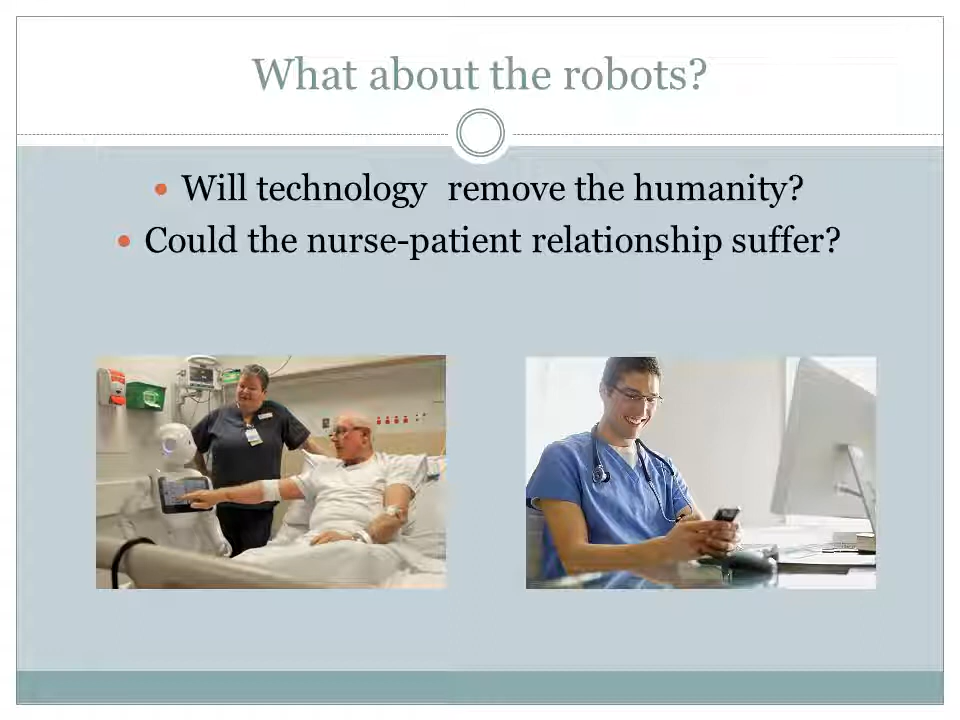 What about the robots?
Will technology  remove the humanity?
Could the nurse-patient relationship suffer?